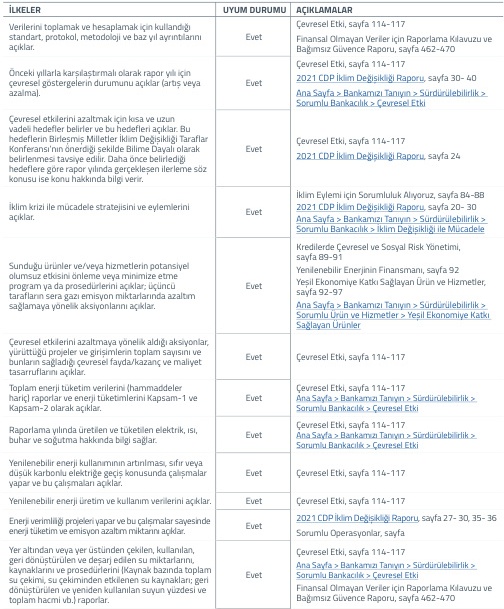 İLKELER UYUM DURUMU AÇIKLAMALAR
Verilerini toplamak ve hesaplamak için kullandığı
standart, protokol, metodoloji ve baz yıl ayrıntılarını
açıklar.
Evet
Çevresel Etki, sayfa 114-117
Finansal Olmayan Veriler için Raporlama Kılavuzu ve
Bağımsız Güvence Raporu, sayfa 462-470
Önceki yıllarla karşılaştırmalı olarak rapor yılı için
çevresel göstergelerin durumunu açıklar (artış veya
azalma).
Evet
Çevresel Etki, sayfa 114-117
2021 CDP İklim Değişikliği Raporu, sayfa 30- 40
Ana Sayfa > Bankamızı Tanıyın > Sürdürülebilirlik >
Sorumlu Bankacılık > Çevresel Etki
Çevresel etkilerini azaltmak için kısa ve uzun
vadeli hedefler belirler ve bu hedefleri açıklar. Bu
hedeflerin Birleşmiş Milletler İklim Değişikliği Taraflar
Konferansı'nın önerdiği şekilde Bilime Dayalı olarak
belirlenmesi tavsiye edilir. Daha önce belirlediği
hedeflere göre rapor yılında gerçekleşen ilerleme söz
konusu ise konu hakkında bilgi verir.
Evet
Çevresel Etki, sayfa 114-117
2021 CDP İklim Değişikliği Raporu, sayfa 24
İklim krizi ile mücadele stratejisini ve eylemlerini
açıklar.
Evet
İklim Eylemi için Sorumluluk Alıyoruz, sayfa 84-88
2021 CDP İklim Değişikliği Raporu, sayfa 20- 30
Ana Sayfa > Bankamızı Tanıyın > Sürdürülebilirlik >
Sorumlu Bankacılık > İklim Değişikliği ile Mücadele
Sunduğu ürünler ve/veya hizmetlerin potansiyel
olumsuz etkisini önleme veya minimize etme
program ya da prosedürlerini açıklar; üçüncü
tarafların sera gazı emisyon miktarlarında azaltım
sağlamaya yönelik aksiyonlarını açıklar.
Evet
Kredilerde Çevresel ve Sosyal Risk Yönetimi,
sayfa 89-91
Yenilenebilir Enerjinin Finansmanı, sayfa 92
Yeşil Ekonomiye Katkı Sağlayan Ürün ve Hizmetler,
sayfa 92-97
Ana Sayfa > Bankamızı Tanıyın > Sürdürülebilirlik >
Sorumlu Ürün ve Hizmetler > Yeşil Ekonomiye Katkı
Sağlayan Ürünler
Çevresel etkilerini azaltmaya yönelik aldığı aksiyonlar,
yürüttüğü projeler ve girişimlerin toplam sayısını ve
bunların sağladığı çevresel fayda/kazanç ve maliyet
tasarruflarını açıklar.
Evet
Çevresel Etki, sayfa 114-117
Toplam enerji tüketim verilerini (hammaddeler
hariç) raporlar ve enerji tüketimlerini Kapsam-1 ve
Kapsam-2 olarak açıklar.
Evet
Çevresel Etki, sayfa 114-117
Ana Sayfa > Bankamızı Tanıyın > Sürdürülebilirlik >
Sorumlu Bankacılık > Çevresel Etki
Raporlama yılında üretilen ve tüketilen elektrik, ısı,
buhar ve soğutma hakkında bilgi sağlar.
Evet
Çevresel Etki, sayfa 114-117
Ana Sayfa > Bankamızı Tanıyın > Sürdürülebilirlik >
Sorumlu Bankacılık > Çevresel Etki
Yenilenebilir enerji kullanımının artırılması, sıfır veya
düşük karbonlu elektriğe geçiş konusunda çalışmalar
yapar ve bu çalışmaları açıklar.
Evet
Çevresel Etki, sayfa 114-117
Yenilenebilir enerji üretim ve kullanım verilerini açıklar.
Evet
Çevresel Etki, sayfa 114-117
Enerji verimliliği projeleri yapar ve bu çalışmalar sayesinde
enerji tüketim ve emisyon azaltım miktarını açıklar.
Evet
2021 CDP İklim Değişikliği Raporu, sayfa 27- 30, 35- 36
Sorumlu Operasyonlar, sayfa
Yer altından veya yer üstünden çekilen, kullanılan,
geri dönüştürülen ve deşarj edilen su miktarlarını,
kaynaklarını ve prosedürlerini (Kaynak bazında toplam
su çekimi, su çekiminden etkilenen su kaynakları; geri
dönüştürülen ve yeniden kullanılan suyun yüzdesi ve
toplam hacmi vb.) raporlar.
Evet
Çevresel Etki, sayfa 114-117
Ana Sayfa > Bankamızı Tanıyın > Sürdürülebilirlik >
Sorumlu Bankacılık > Çevresel Etki
Finansal Olmayan Veriler için Raporlama Kılavuzu ve
Bağımsız Güvence Raporu, sayfa 462-470